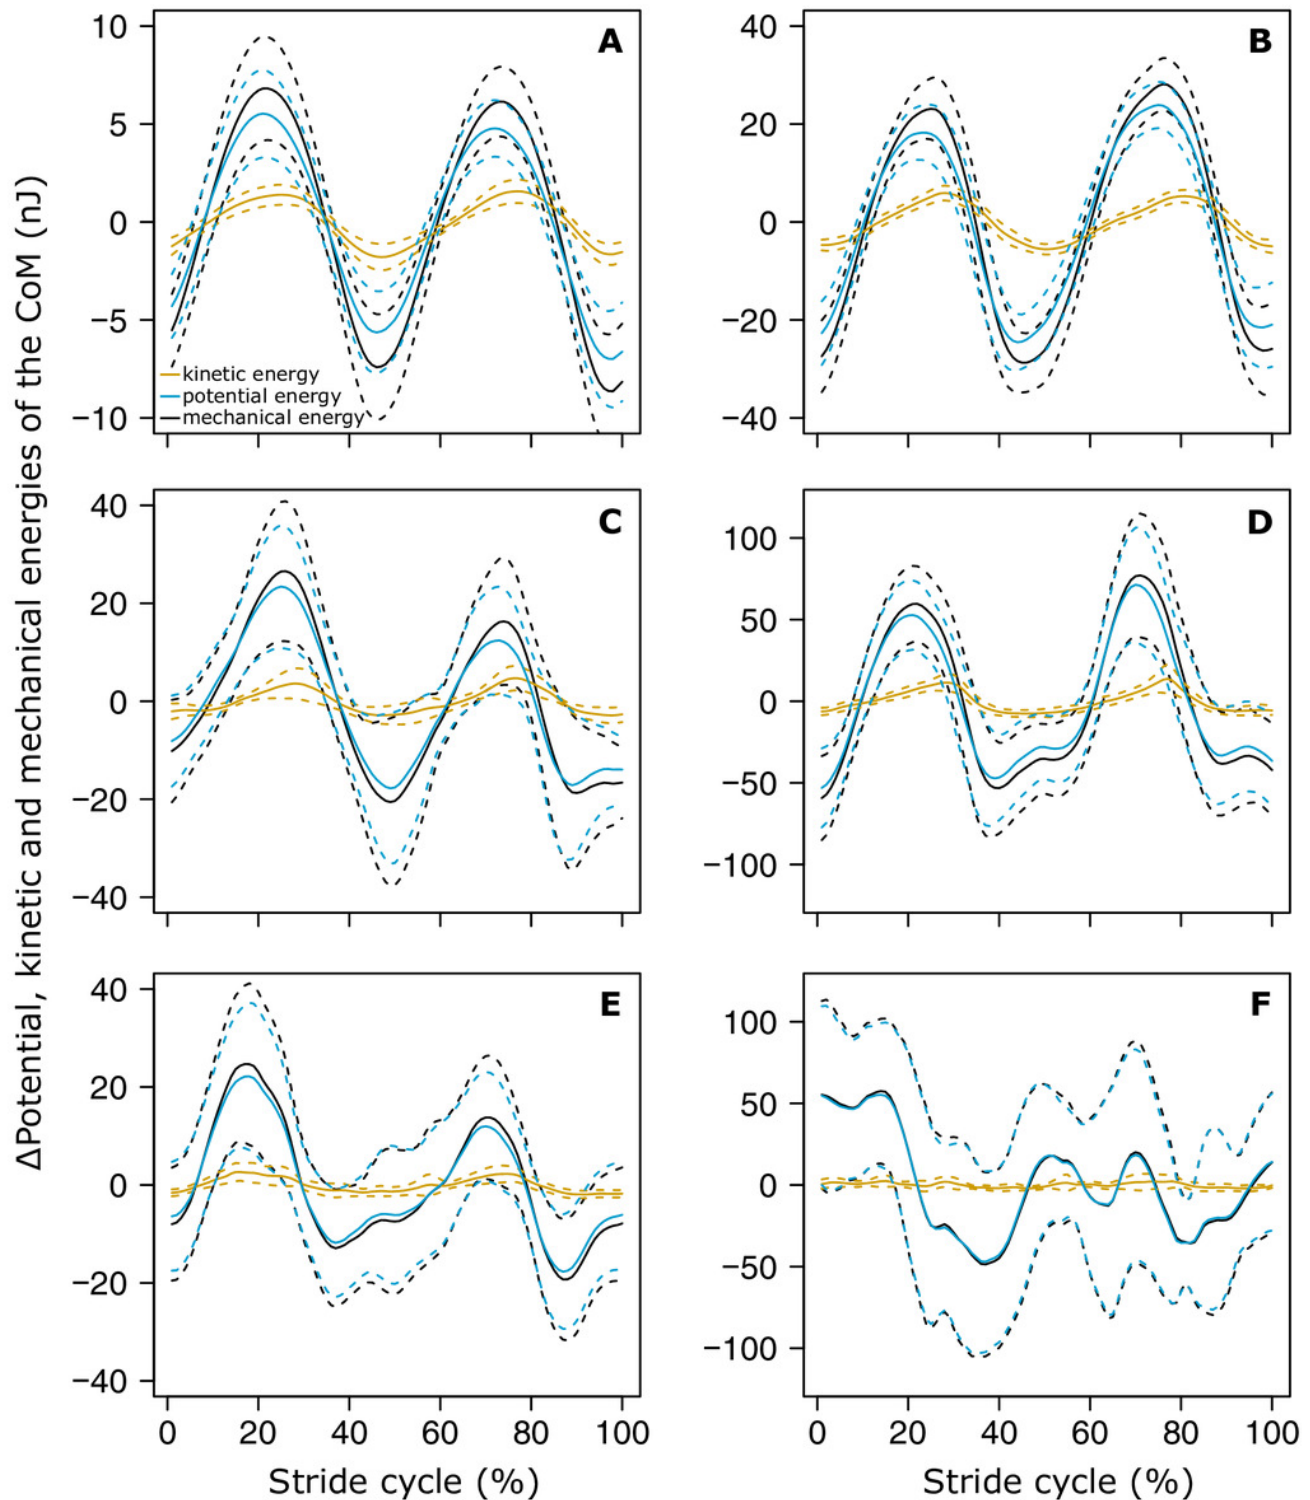 ΔPotential, kinetic and mechanical energies of the CoM (nJ)
10
5
0
−5
−10
A
kinetic energy
potential energy
mechanical energy
40
20
0
−20
−40
B
40
20
0
−20
−40
C
100
50
0
−50
−100
D
40
20
0
−20
−40
E
0 20 40 60 80 100
Stride cycle (%)
100
50
0
−50
−100
F
0 20 40 60 80 100
Stride cycle (%)